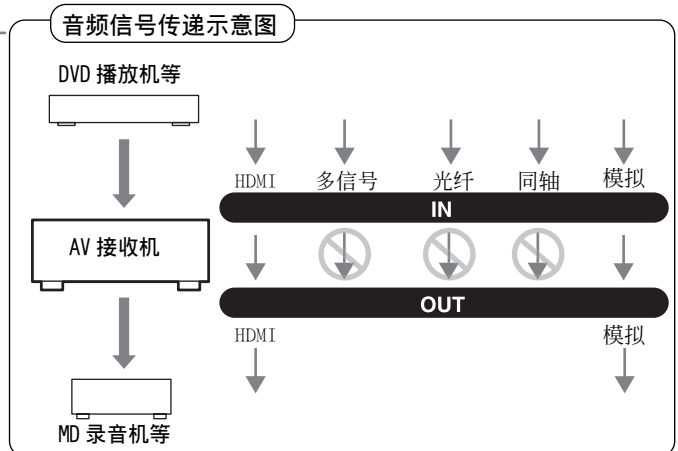 音频信号传递示意图
DVD 播放机等
HDMI 多信号 光纤 同轴 模拟
IN
AV 接收机
OUT
HDMI 模拟
MD 录音机等